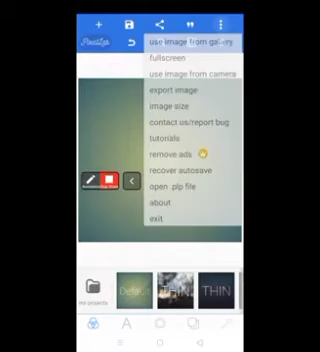 PixelLab
use image from gallery
fullscreen
use image from camera
export image
image size
contact us/report bug
tutorials
remove ads
recover autosave
open .plp file
about
exit
my projects
Default
THIN
THIN
A